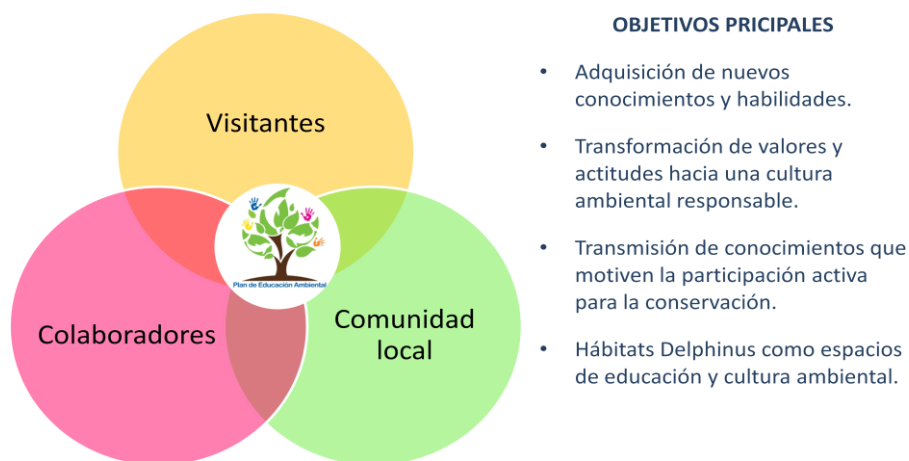 Visitantes
Plan de Educación Ambiental
Colaboradores
Comunidad
local
OBJETIVOS PRICIPALES
• Adquisición de nuevos
conocimientos y habilidades.
• Transformación de valores y
actitudes hacia una cultura
ambiental responsable.
• Transmisión de conocimientos que
motiven la participación activa
para la conservación.
• Hábitats Delphinus como espacios
de educación y cultura ambiental.